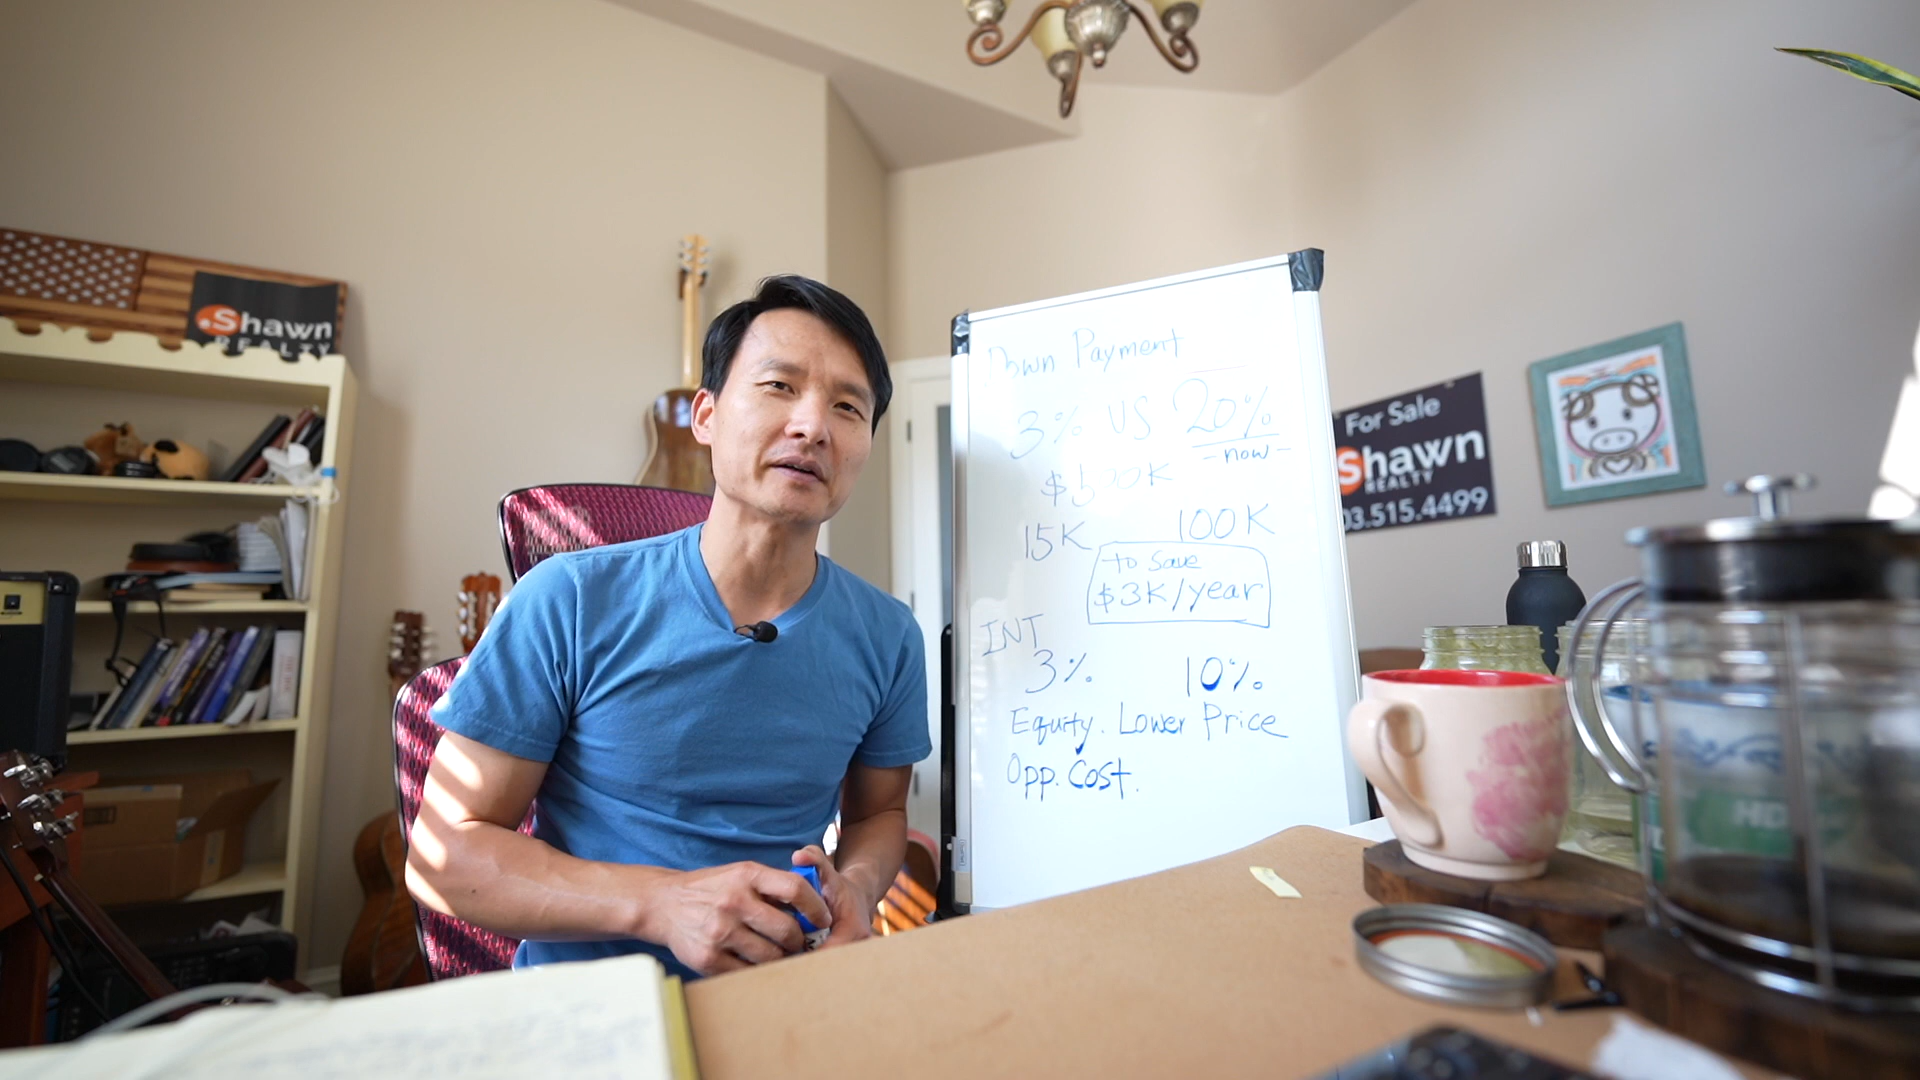 Shawn
REALTY
Down Payment
3% VS 20%
- now -
$500K
15K 100K
to save
$3K/year
INT
3% 10%
Equity. Lower Price
Opp. Cost.
For Sale
Shawn
REALTY
03.515.4499